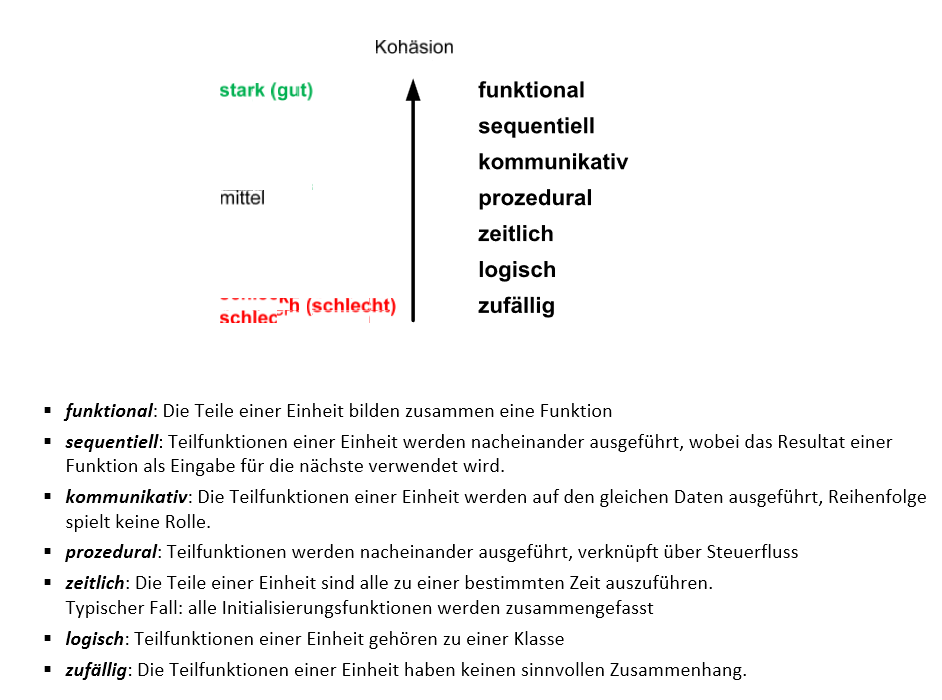 Kohäsion
stark (gut)
funktional
sequentiell
kommunikativ
mittel
prozedural
zeitlich
logisch
(schlecht)
zufällig
▪ funktional: Die Teile einer Einheit bilden zusammen eine Funktion
▪ sequentiell: Teilfunktionen einer Einheit werden nacheinander ausgeführt, wobei das Resultat einer
Funktion als Eingabe für die nächste verwendet wird.
▪ kommunikativ: Die Teilfunktionen einer Einheit werden auf den gleichen Daten ausgeführt, Reihenfolge
spielt keine Rolle.
▪ prozedural: Teilfunktionen werden nacheinander ausgeführt, verknüpft über Steuerfluss
▪ zeitlich: Die Teile einer Einheit sind alle zu einer bestimmten Zeit auszuführen.
Typischer Fall: alle Initialisierungsfunktionen werden zusammengefasst
▪ logisch: Teilfunktionen einer Einheit gehören zu einer Klasse
▪ zufällig: Die Teilfunktionen einer Einheit haben keinen sinnvollen Zusammenhang.